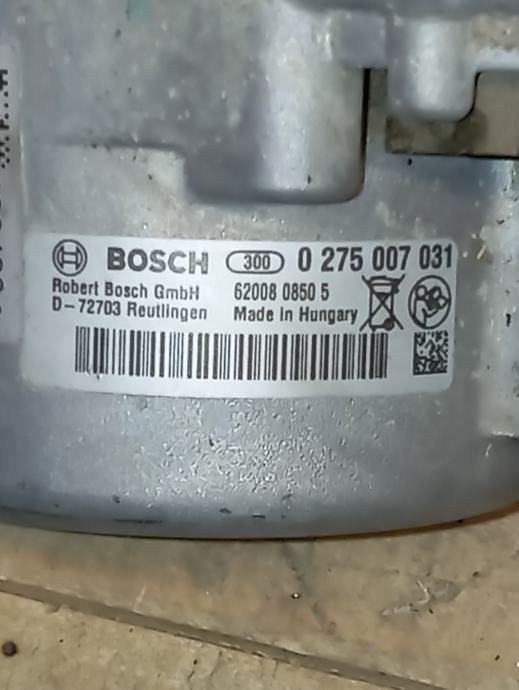 BOSCH 300 0 275 007 031
Robert Bosch GmbH 62008 0850 5
D-72703 Reutlingen Made in Hungary